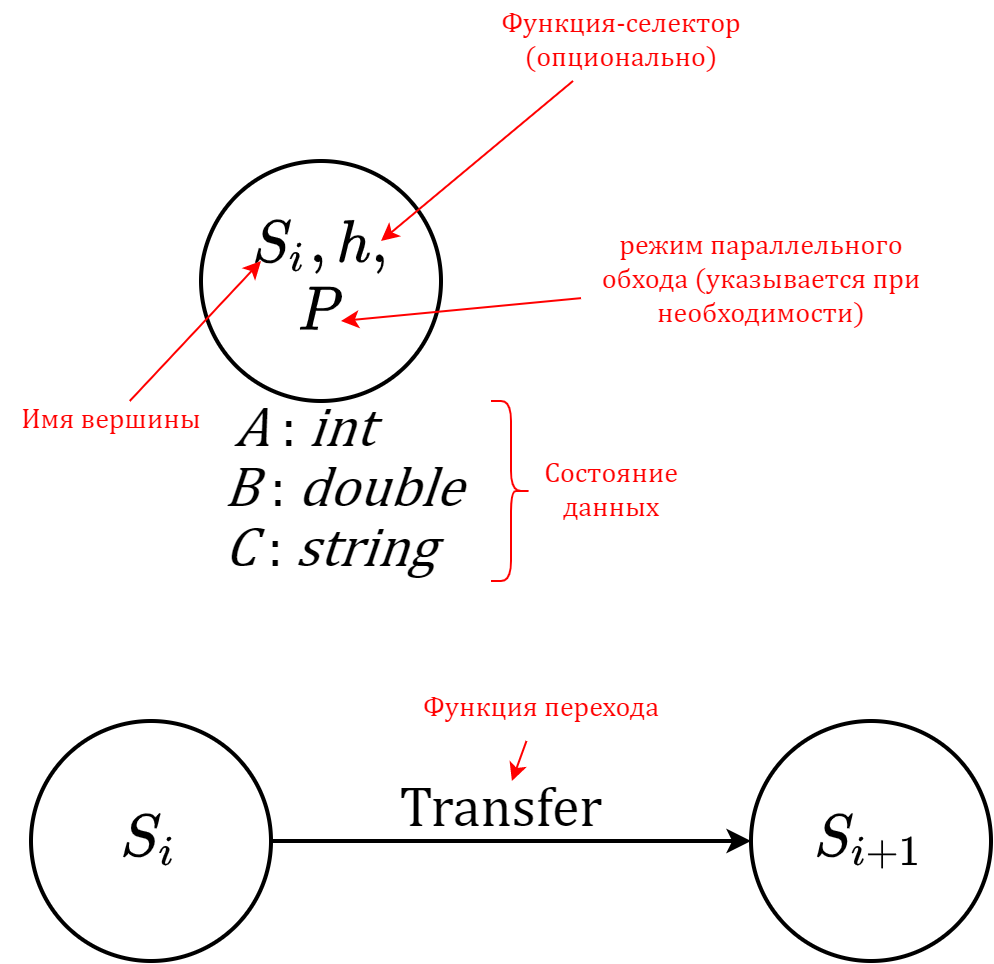 Функция-селектор
(опционально)
S_i, h,
P
режим параллельного
обхода (указывается при
необходимости)
Имя вершины
A : int
B : double
C : string
Состояние
данных
Функция перехода
Transfer
S_i
S_{i+1}